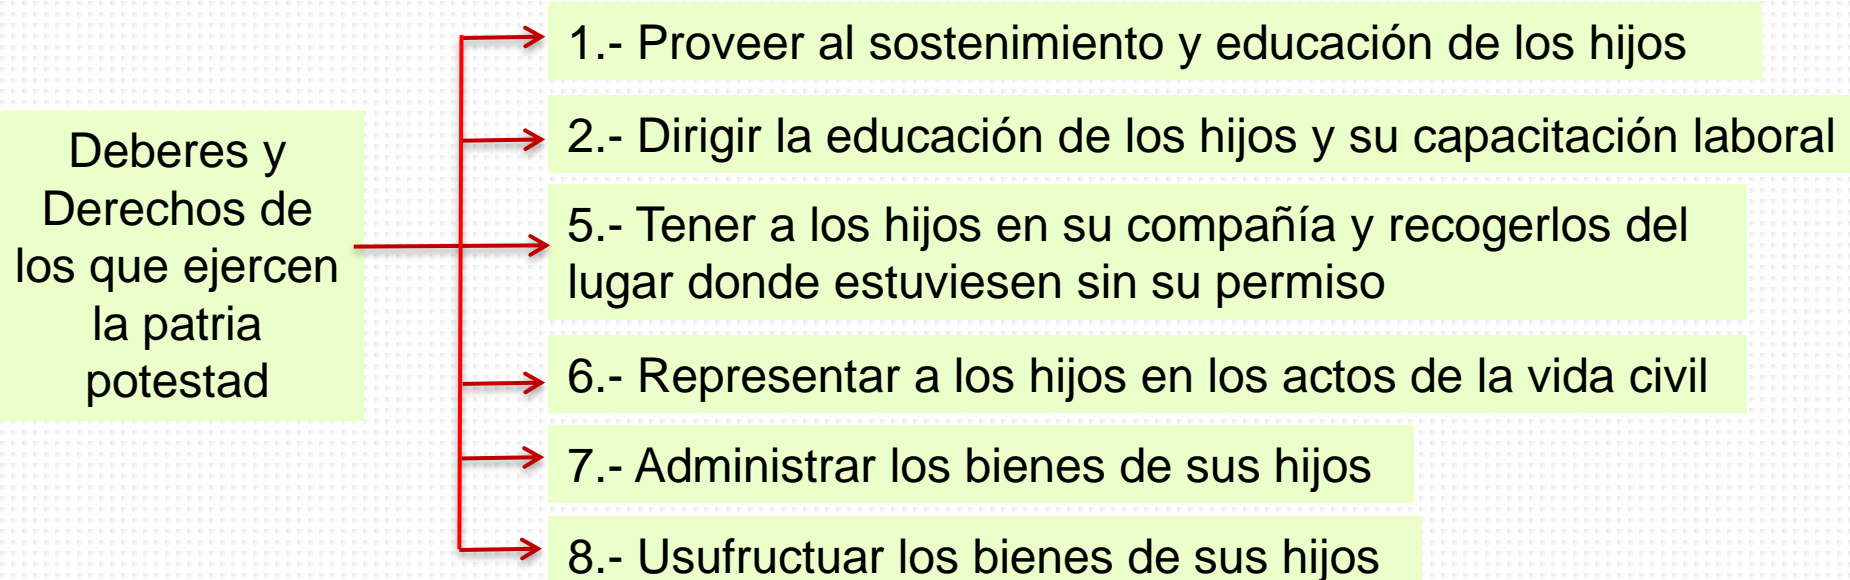 Deberes y
Derechos de
los que ejercen
la patria
potestad
1.- Proveer al sostenimiento y educación de los hijos
2.- Dirigir la educación de los hijos y su capacitación laboral
5.- Tener a los hijos en su compañía y recogerlos del
lugar donde estuviesen sin su permiso
6.- Representar a los hijos en los actos de la vida civil
7.- Administrar los bienes de sus hijos
8.- Usufructuar los bienes de sus hijos